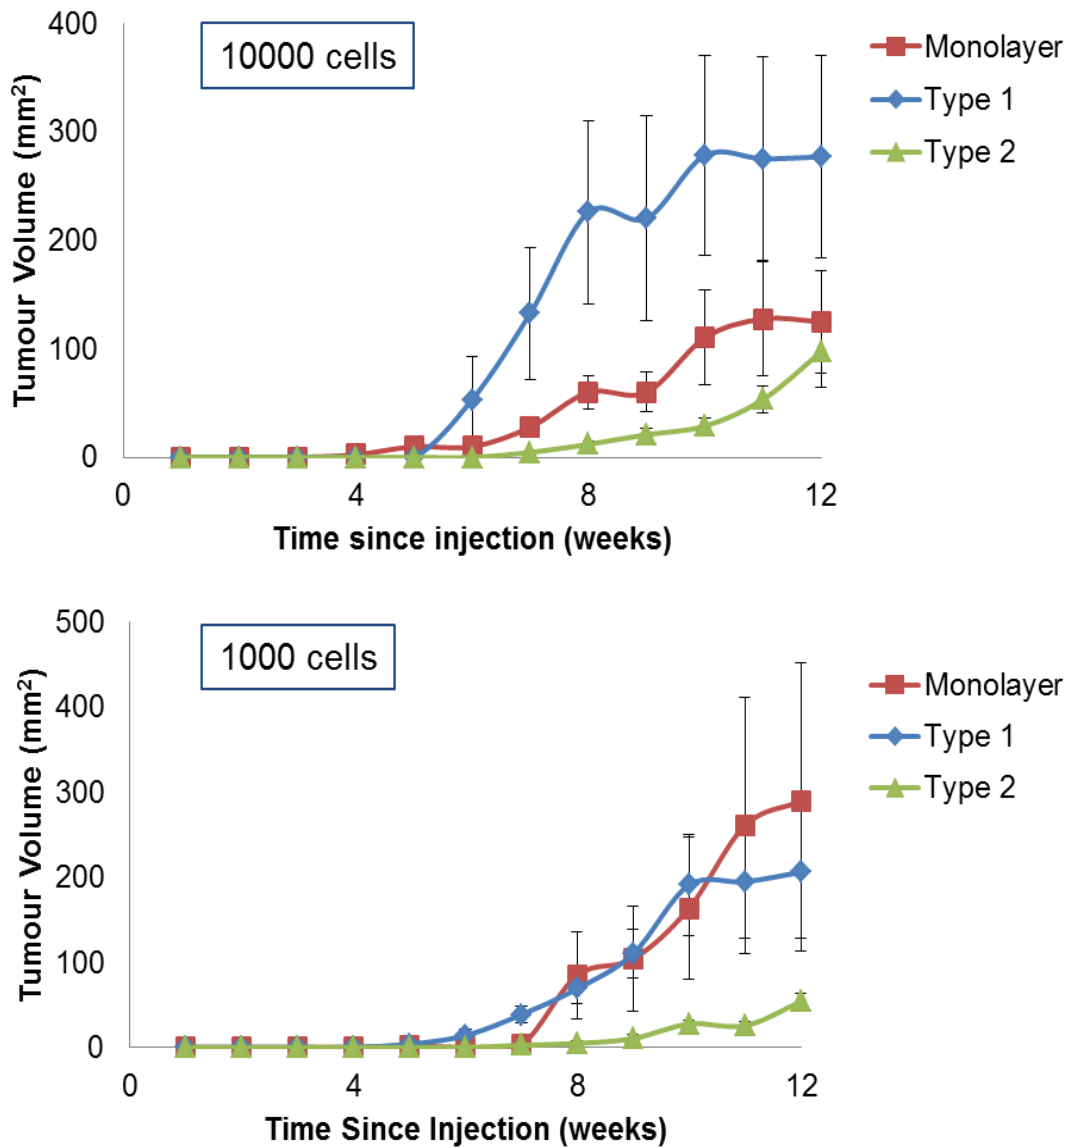 400
10000 cells
Monolayer
Type 1
Type 2
300
200
100
0
Tumour Volume (mm²)
0
4
8
12
Time since injection (weeks)
500
1000 cells
Monolayer
Type 1
Type 2
400
300
200
100
0
Tumour Volume (mm²)
0
4
8
12
Time Since Injection (weeks)